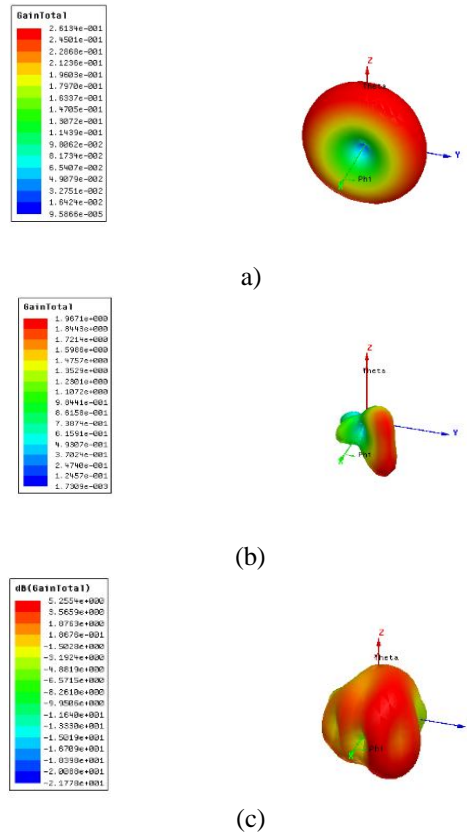 GainTotal
2.6134e-001
2.4501e-001
2.2868e-001
2.1236e-001
1.9603e-001
1.7970e-001
1.6337e-001
1.4705e-001
1.3072e-001
1.1439e-001
9.8062e-002
8.1734e-002
6.5407e-002
4.9079e-002
3.2751e-002
1.6424e-002
9.5866e-005
Z
Theta
Y
Phi
a)
GainTotal
1.9671e+000
1.8443e+000
1.7214e+000
1.5986e+000
1.4757e+000
1.3529e+000
1.2301e+000
1.1072e+000
9.8441e-001
8.6158e-001
7.3874e-001
6.1591e-001
4.9307e-001
3.7024e-001
2.4740e-001
1.2457e-001
1.7309e-003
Z
Theta
Y
X
Phi
(b)
dB(GainTotal)
5.2554e+000
3.5659e+000
1.8763e+000
1.8676e-001
-1.5028e+000
-3.1924e+000
-4.8819e+000
-6.5715e+000
-8.2610e+000
-9.9506e+000
-1.1640e+001
-1.3330e+001
-1.5019e+001
-1.6709e+001
-1.8398e+001
-2.0088e+001
-2.1778e+001
Z
Theta
Phi
(c)